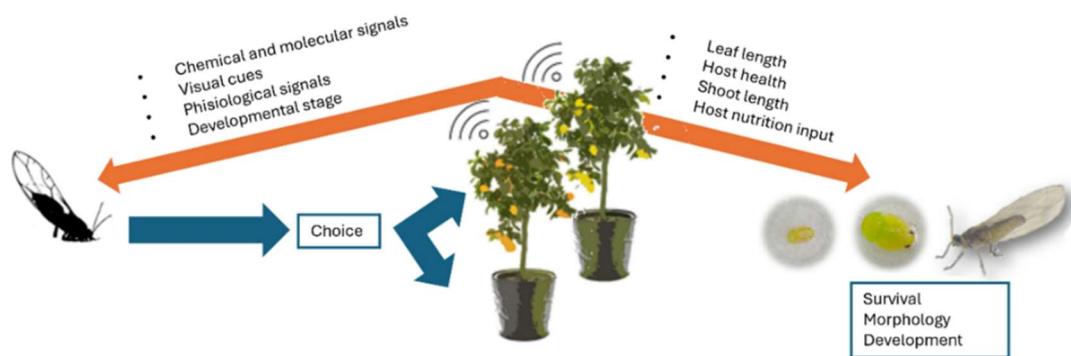 • Chemical and molecular signals
• Visual cues
• Phisiological signals
• Developmental stage
• Leaf length
• Host health
• Shoot length
• Host nutrition input
Choice
Survival
Morphology
Development